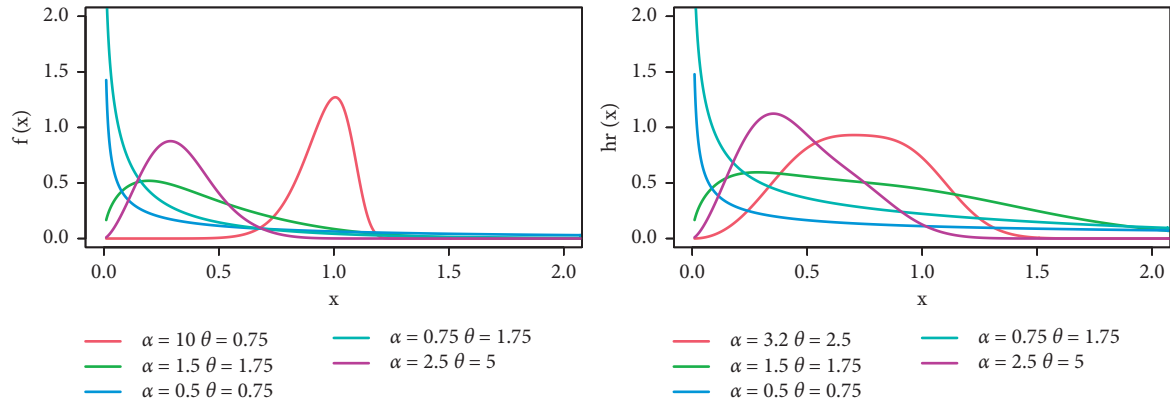 f (x)
2.0
1.5
1.0
0.5
0.0
0.0 0.5 1.0 1.5 2.0
x
α = 10 θ = 0.75
α = 1.5 θ = 1.75
α = 0.5 θ = 0.75
α = 0.75 θ = 1.75
α = 2.5 θ = 5
hr (x)
2.0
1.5
1.0
0.5
0.0
0.0 0.5 1.0 1.5 2.0
x
α = 3.2 θ = 2.5
α = 1.5 θ = 1.75
α = 0.5 θ = 0.75
α = 0.75 θ = 1.75
α = 2.5 θ = 5